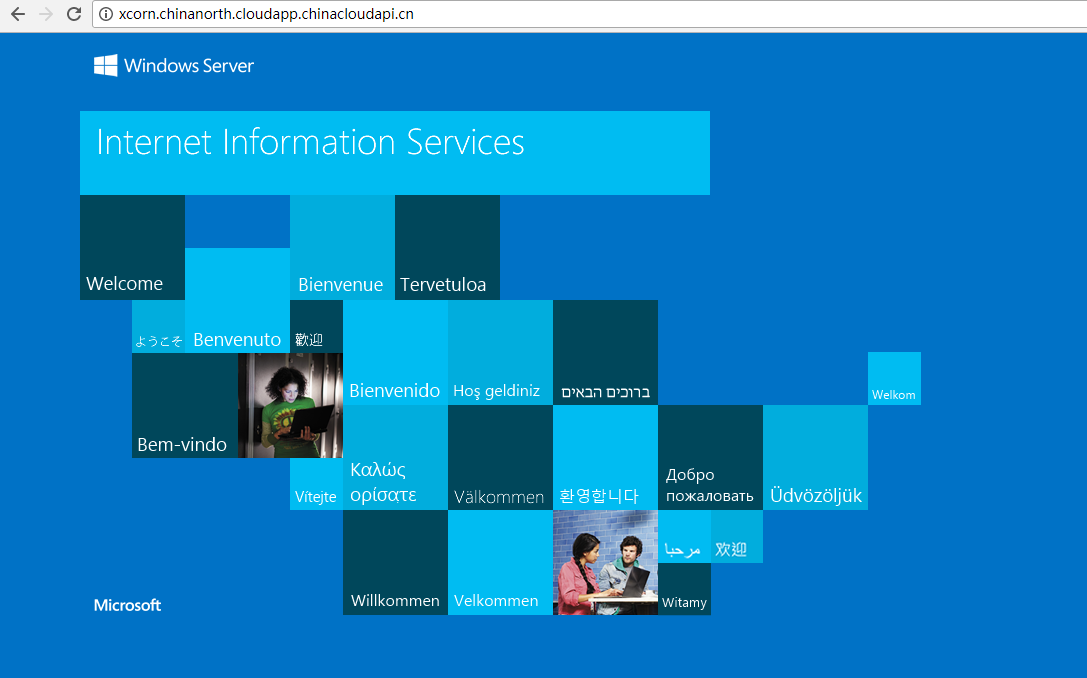 xcorn.chinanorth.cloudapp.chinacloudapi.cn
Windows Server
Internet Information Services
Welcome
Bienvenue
Tervetuloa
ようこそ
Benvenuto
歡迎
Bienvenido
Hoş geldiniz
ברוכים הבאים
Welkom
Bem-vindo
Vítejte
Καλώς
ορίσατε
Välkommen
환영합니다
Добро
пожаловать
Üdvözöljük
مرحبا
欢迎
Willkommen
Velkommen
Witamy
Microsoft